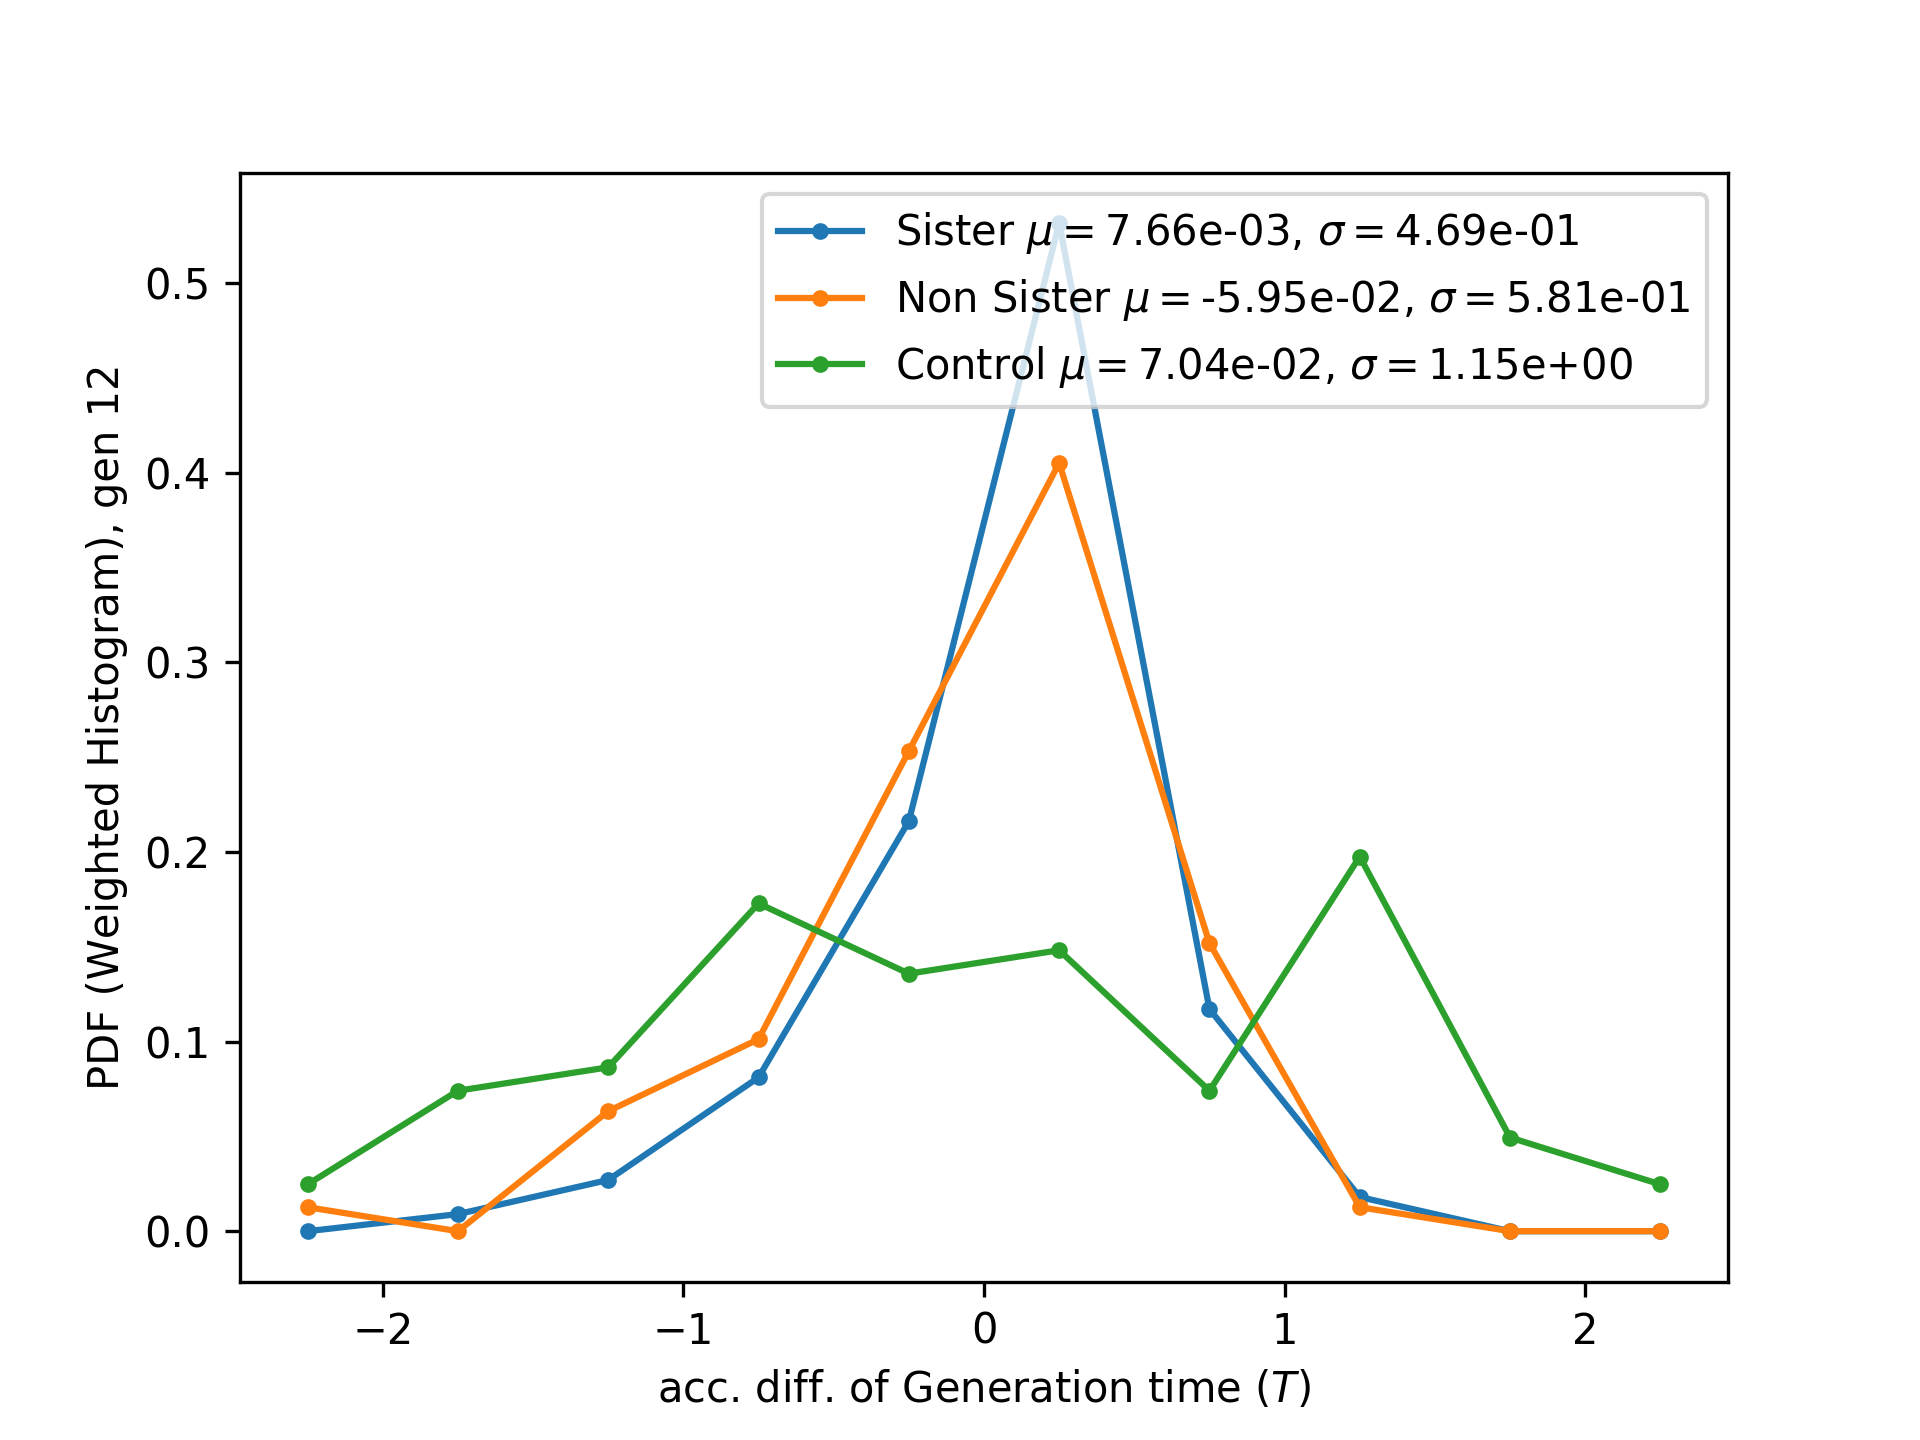 Sister μ = 7.66e-03, σ = 4.69e-01
Non Sister μ = -5.95e-02, σ = 5.81e-01
Control μ = 7.04e-02, σ = 1.15e+00
PDF (Weighted Histogram), gen 12
0.5
0.4
0.3
0.2
0.1
0.0
−2
−1
0
1
2
acc. diff. of Generation time (T)